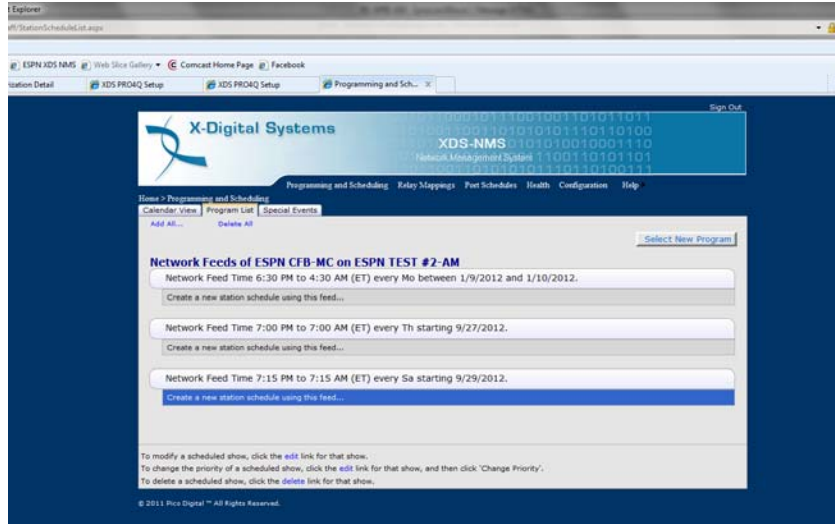 t Explorer
aff/StationScheduleList.aspx
ESPN XDS NMS Web Slice Gallery Comcast Home Page Facebook
rization Detail XDS PRO4Q Setup XDS PRO4Q Setup Programming and Sch... X
Sign Out
X-Digital Systems
XDS-NMS
Network Management System
Programming and Scheduling Relay Mappings Port Schedules Health Configuration Help
Home > Programming and Scheduling
Calendar View Program List Special Events
Add All... Delete All
Select New Program
Network Feeds of ESPN CFB-MC on ESPN TEST #2-AM
Network Feed Time 6:30 PM to 4:30 AM (ET) every Mo between 1/9/2012 and 1/10/2012.
Create a new station schedule using this feed...
Network Feed Time 7:00 PM to 7:00 AM (ET) every Th starting 9/27/2012.
Create a new station schedule using this feed...
Network Feed Time 7:15 PM to 7:15 AM (ET) every Sa starting 9/29/2012.
Create a new station schedule using this feed...
To modify a scheduled show, click the edit link for that show.
To change the priority of a scheduled show, click the edit link for that show, and then click 'Change Priority'.
To delete a scheduled show, click the delete link for that show.
© 2011 Pico Digital ™ All Rights Reserved.